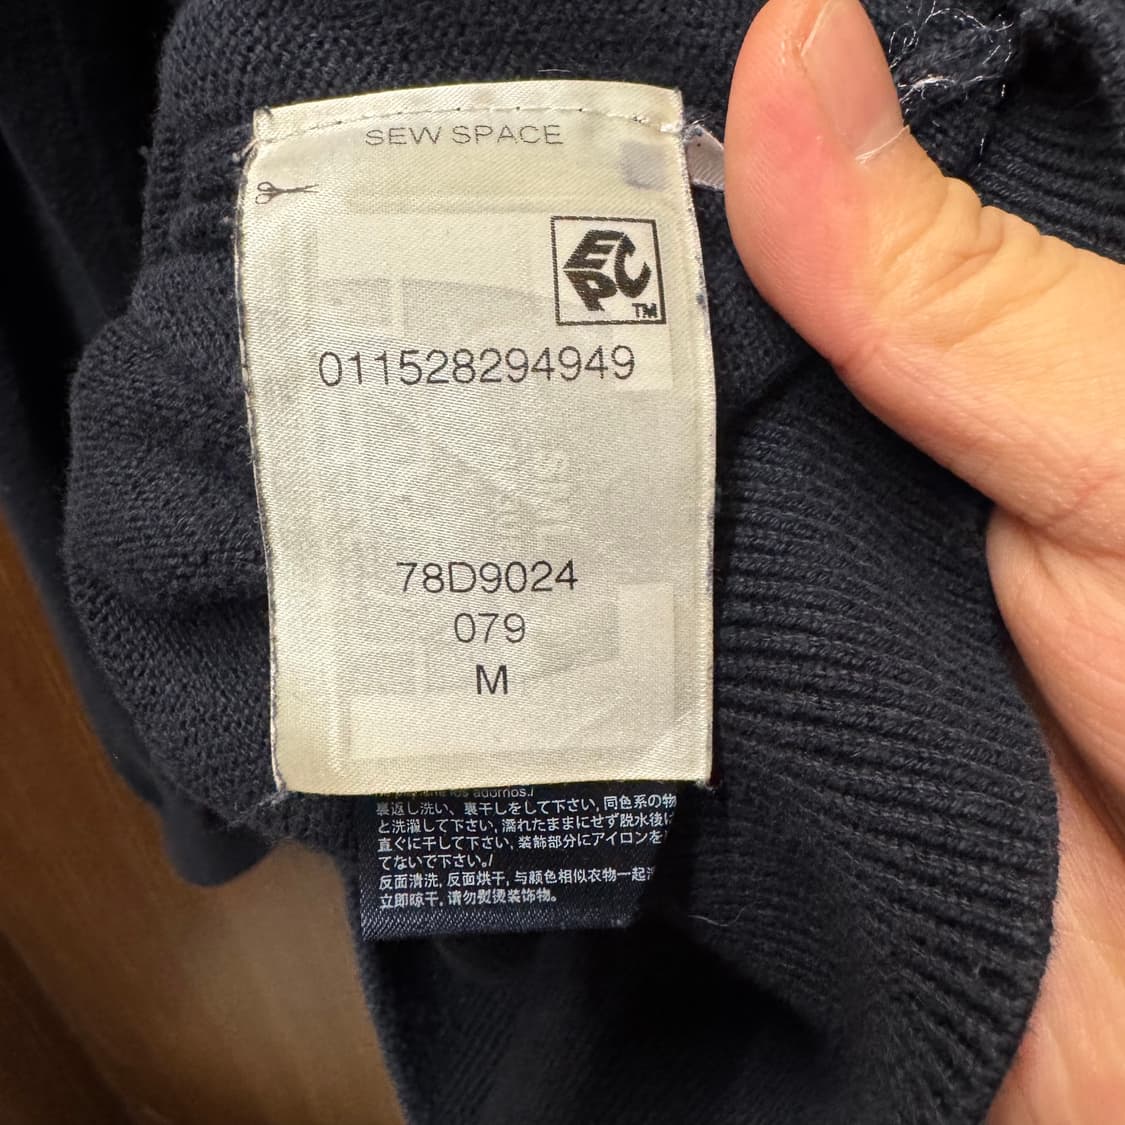 SEW SPACE
EPC
TM
011528294949
78D9024
079
M
los adornos./
裏返し洗い、裏干しをして下さい, 同色系の物
と洗濯して下さい, 濡れたままにせず脱水後に
直ぐに干して下さい, 装飾部分にアイロンを
てないで下さい。/
反面清洗, 反面烘干, 与颜色相似衣物一起
立即晾干, 请勿熨烫装饰物。